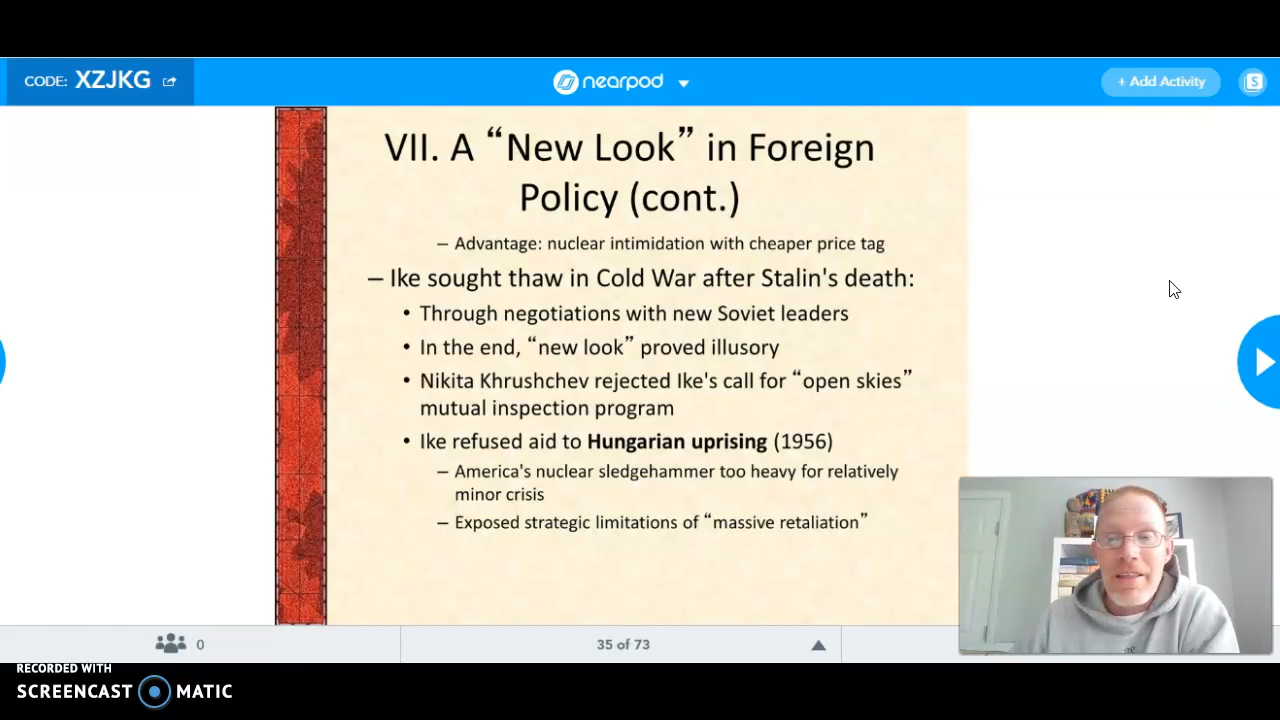 CODE: XZJKG
nearpod
+ Add Activity
S
VII. A “New Look” in Foreign
Policy (cont.)
– Advantage: nuclear intimidation with cheaper price tag
– Ike sought thaw in Cold War after Stalin's death:
• Through negotiations with new Soviet leaders
• In the end, “new look” proved illusory
• Nikita Khrushchev rejected Ike's call for “open skies”
mutual inspection program
• Ike refused aid to Hungarian uprising (1956)
– America's nuclear sledgehammer too heavy for relatively
minor crisis
– Exposed strategic limitations of “massive retaliation”
0
35 of 73
RECORDED WITH
SCREENCAST MATIC